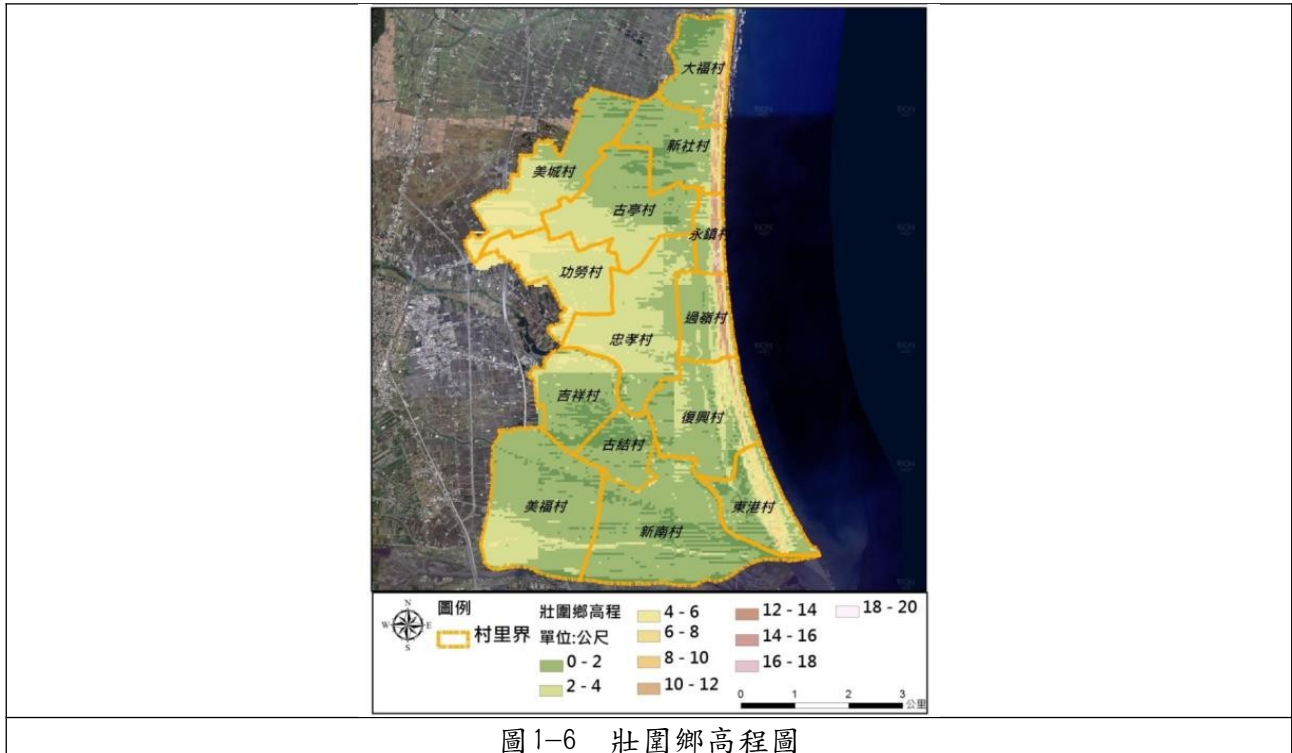 大福村
新社村
美城村
古亭村
永鎮村
功勞村
過嶺村
忠孝村
吉祥村
復興村
古結村
美福村
東港村
新南村
N
W E
S
圖例
村里界
壯圍鄉高程
單位:公尺
0 - 2
2 - 4
4 - 6
6 - 8
8 - 10
10 - 12
12 - 14
14 - 16
16 - 18
18 - 20
0 1 2 3
公里
圖1-6 壯圍鄉高程圖